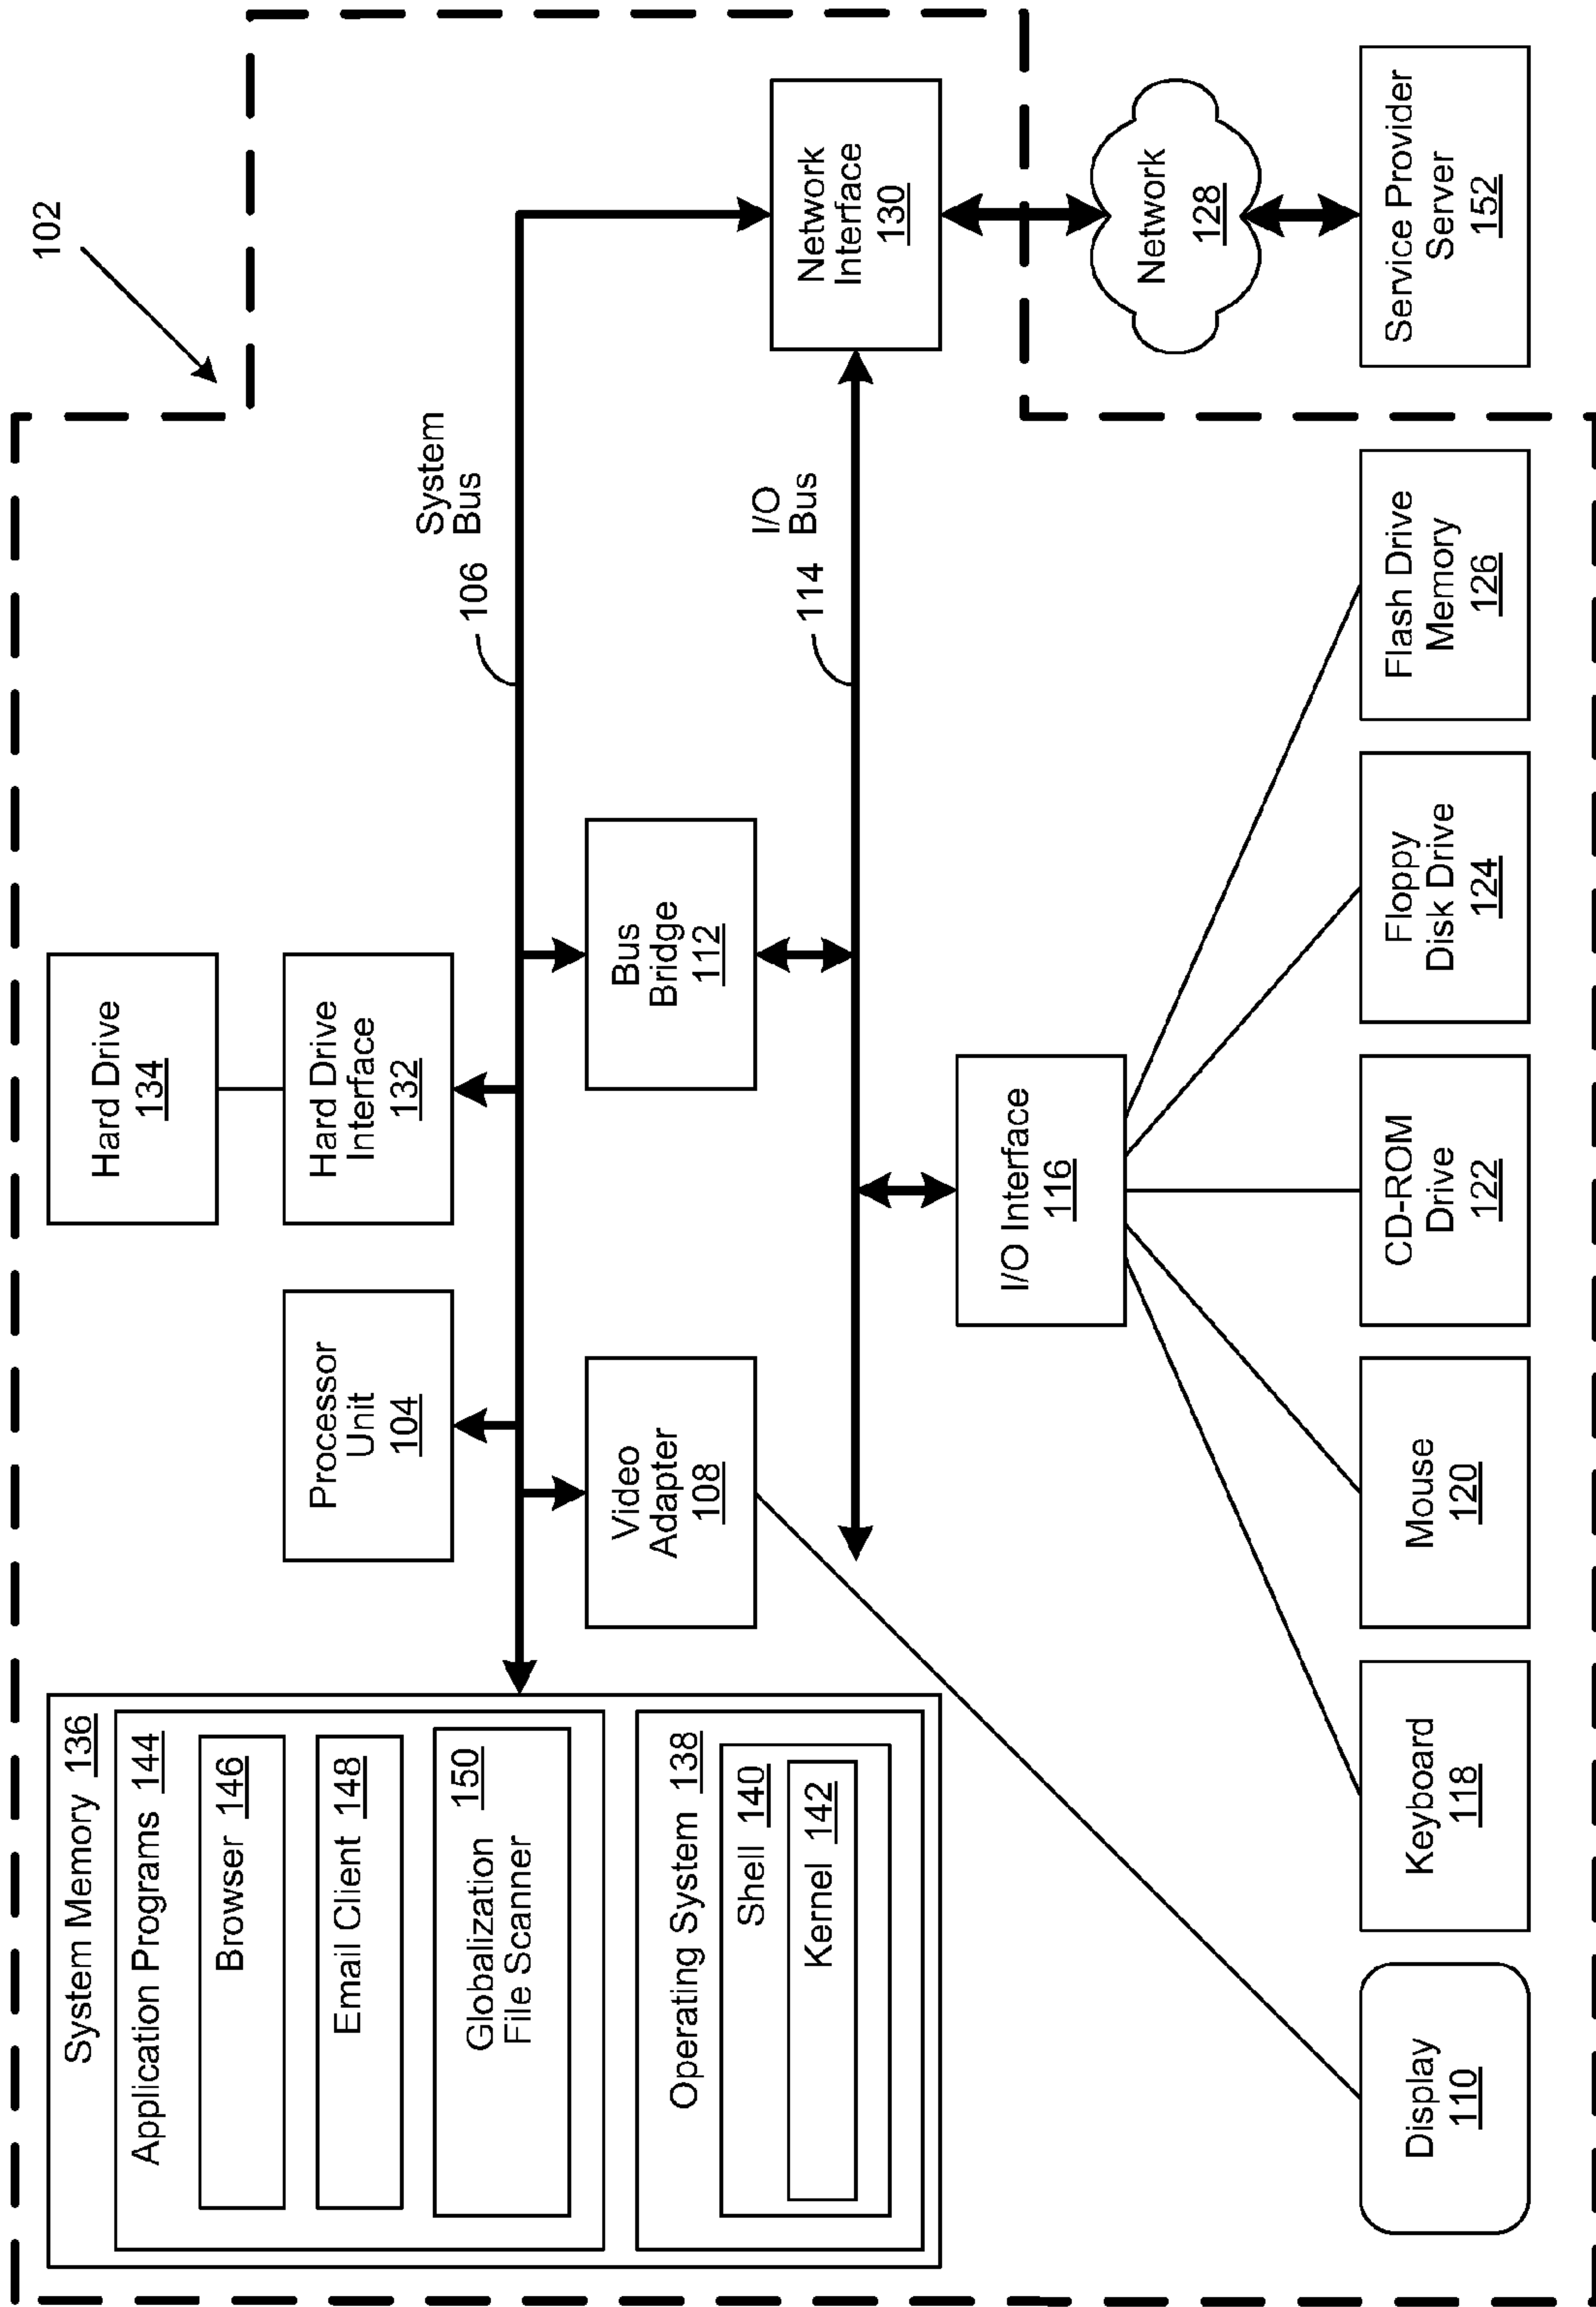 102
System Memory 136
Application Programs 144
Browser 146
Email Client 148
150
Globalization
File Scanner
Operating System 138
Shell 140
Kernel 142
Hard Drive
134
Processor
Unit
104
Hard Drive
Interface
132
System
Bus
106
Video
Adapter
108
Bus
Bridge
112
I/O
Bus
114
Network
Interface
130
I/O Interface
116
Network
128
Display
110
Keyboard
118
Mouse
120
CD-ROM
Drive
122
Floppy
Disk Drive
124
Flash Drive
Memory
126
Service Provider
Server
152